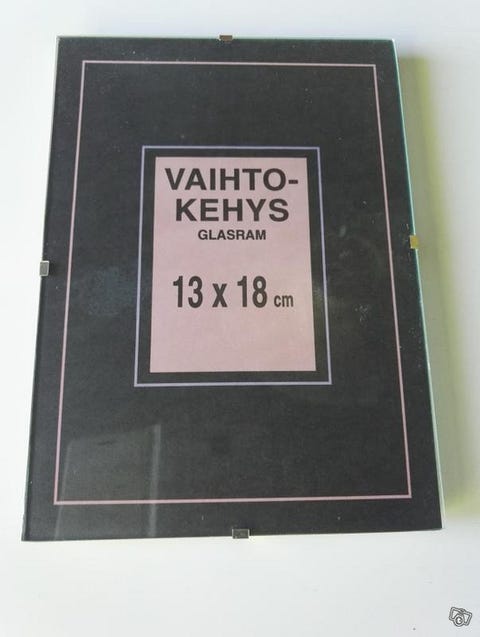 VAIHTO-
KEHYS
GLASRAM
13 x 18 cm